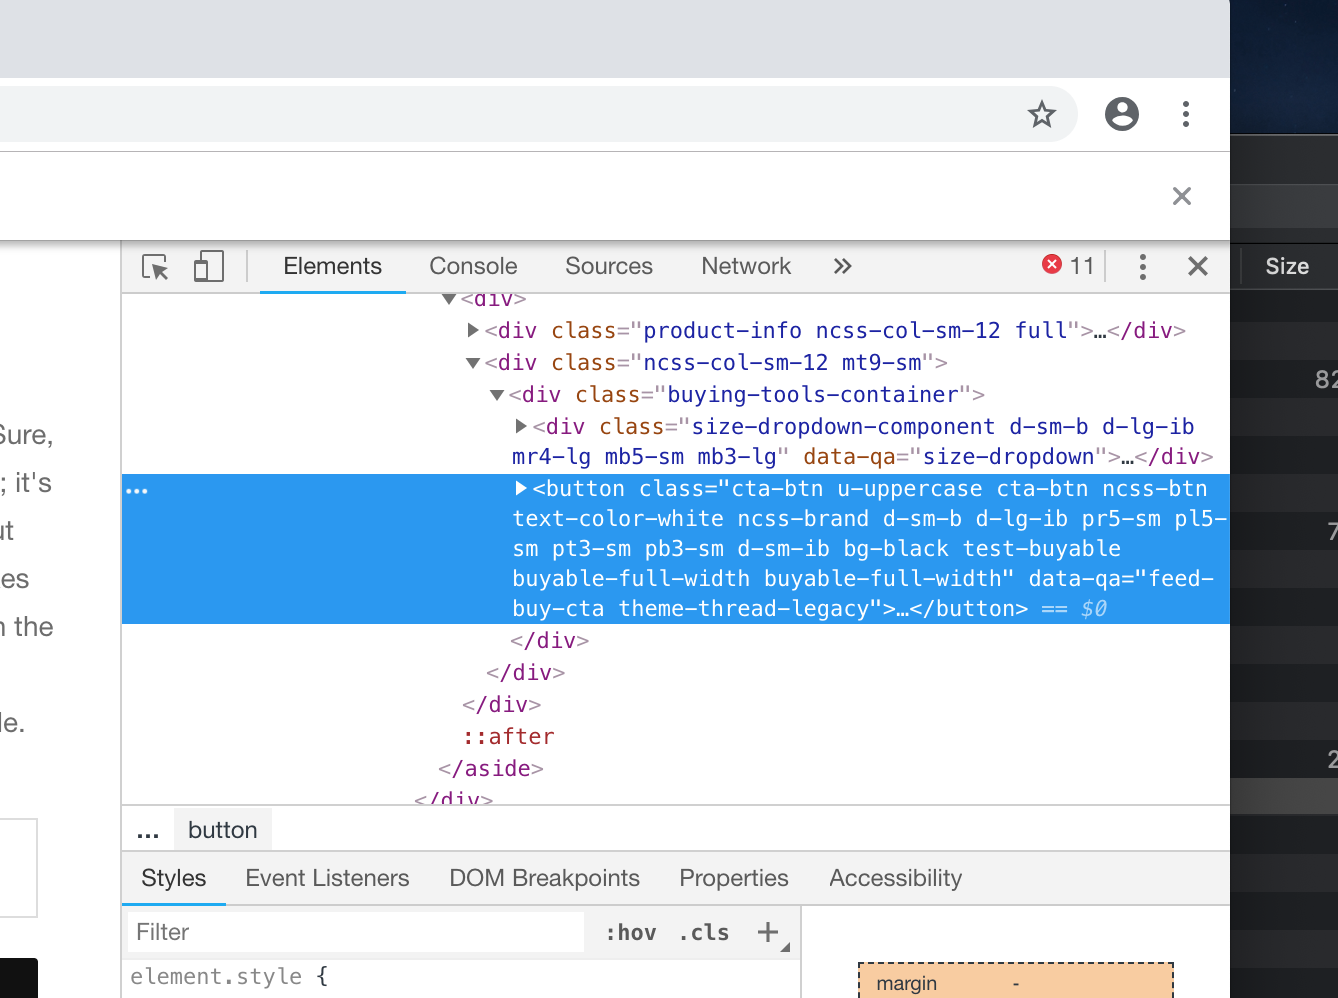 Elements Console Sources Network 11
Size
<div>
<div class="product-info ncss-col-sm-12 full">…</div>
<div class="ncss-col-sm-12 mt9-sm">
<div class="buying-tools-container">
<div class="size-dropdown-component d-sm-b d-lg-ib
mr4-lg mb5-sm mb3-lg" data-qa="size-dropdown">…</div>
<button class="cta-btn u-uppercase cta-btn ncss-btn
text-color-white ncss-brand d-sm-b d-lg-ib pr5-sm pl5-
sm pt3-sm pb3-sm d-sm-ib bg-black test-buyable
buyable-full-width buyable-full-width" data-qa="feed-
buy-cta theme-thread-legacy">…</button> == $0
</div>
</div>
</div>
::after
</aside>
</div>
Sure,
; it's
ut
es
n the
le.
82
7
2
... button
Styles Event Listeners DOM Breakpoints Properties Accessibility
Filter :hov .cls +
element.style {
margin -